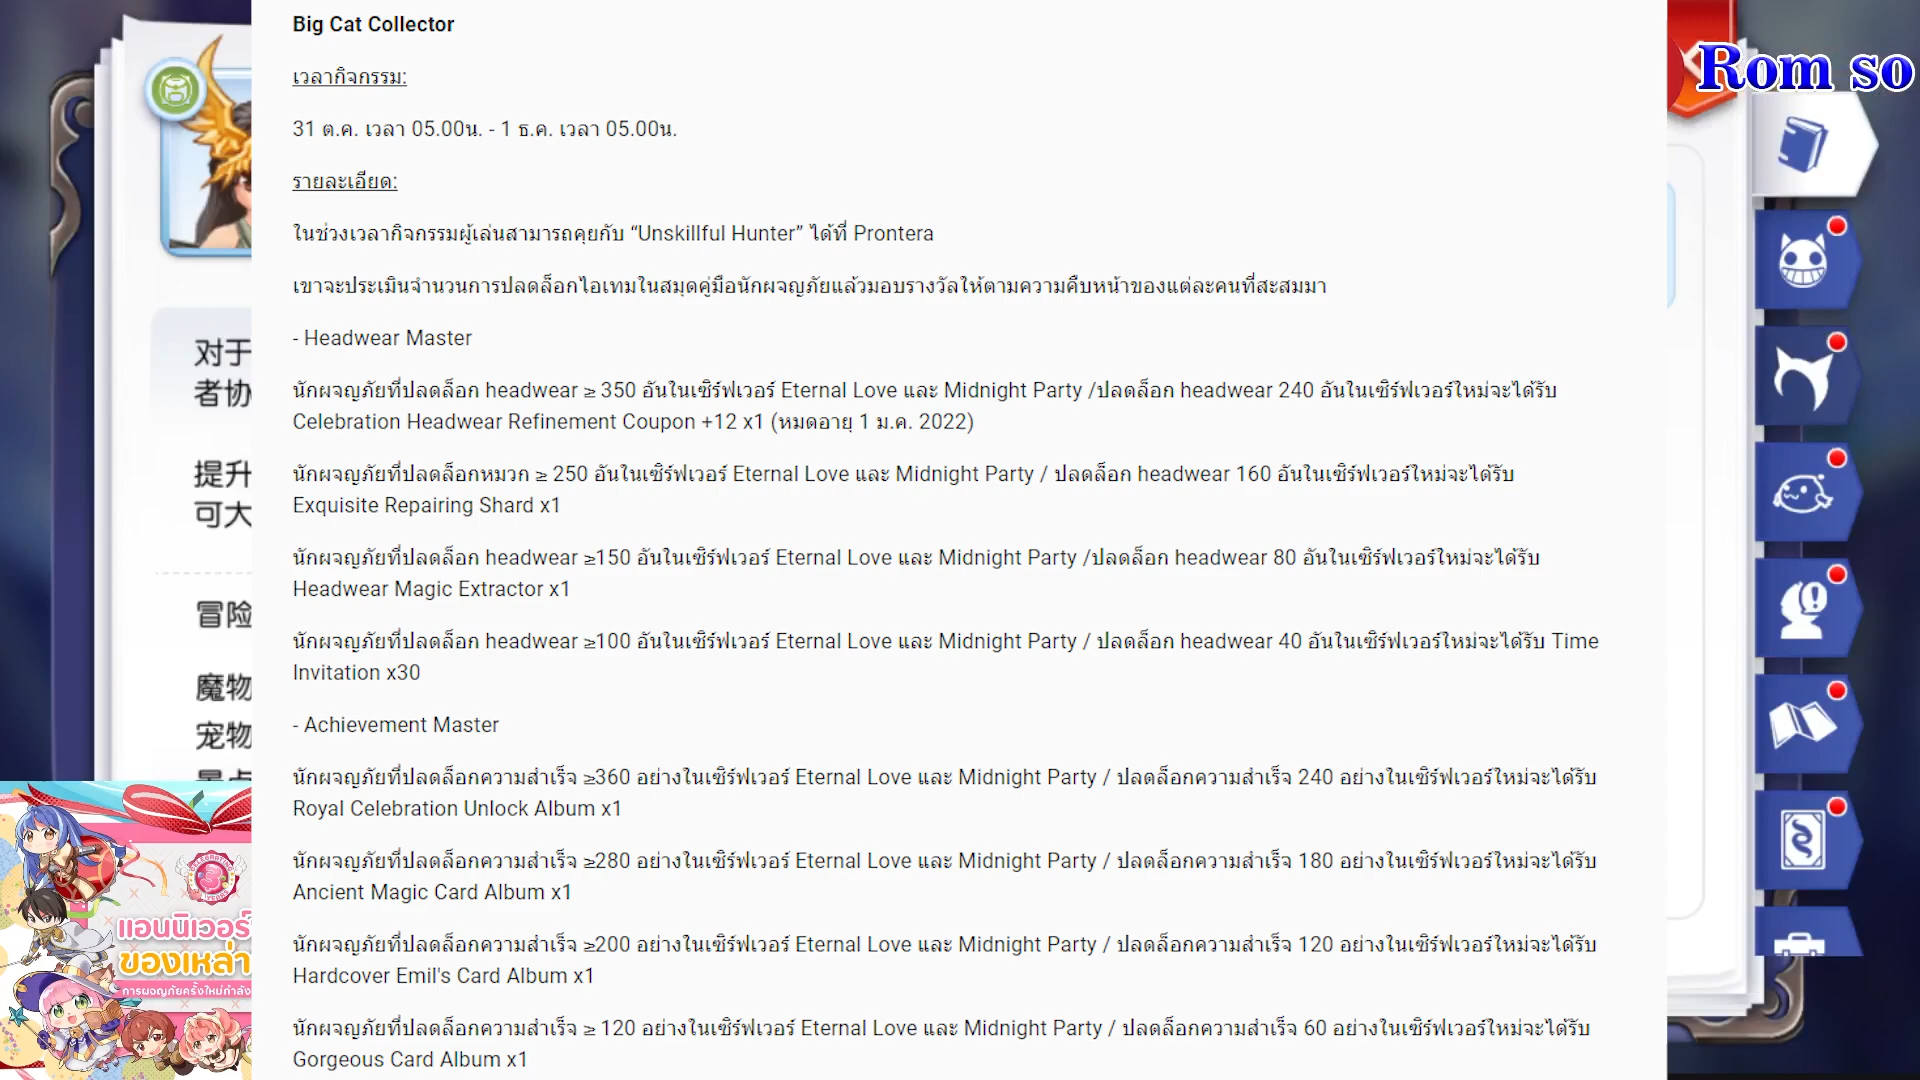 Big Cat Collector
เวลากิจกรรม:
31 ต.ค. เวลา 05.00น. - 1 ธ.ค. เวลา 05.00น.
รายละเอียด:
ในช่วงเวลากิจกรรมผู้เล่นสามารถคุยกับ “Unskillful Hunter” ได้ที่ Prontera
เขาจะประเมินจำนวนการปลดล็อกไอเทมในสมุดคู่มือนักผจญภัยแล้วมอบรางวัลให้ตามความคืบหน้าของแต่ละคนที่สะสมมา
- Headwear Master
นักผจญภัยที่ปลดล็อก headwear ≥ 350 อันในเซิร์ฟเวอร์ Eternal Love และ Midnight Party /ปลดล็อก headwear 240 อันในเซิร์ฟเวอร์ใหม่จะได้รับ
Celebration Headwear Refinement Coupon +12 x1 (หมดอายุ 1 ม.ค. 2022)
นักผจญภัยที่ปลดล็อกหมวก ≥ 250 อันในเซิร์ฟเวอร์ Eternal Love และ Midnight Party / ปลดล็อก headwear 160 อันในเซิร์ฟเวอร์ใหม่จะได้รับ
Exquisite Repairing Shard x1
นักผจญภัยที่ปลดล็อก headwear ≥150 อันในเซิร์ฟเวอร์ Eternal Love และ Midnight Party /ปลดล็อก headwear 80 อันในเซิร์ฟเวอร์ใหม่จะได้รับ
Headwear Magic Extractor x1
นักผจญภัยที่ปลดล็อก headwear ≥100 อันในเซิร์ฟเวอร์ Eternal Love และ Midnight Party / ปลดล็อก headwear 40 อันในเซิร์ฟเวอร์ใหม่จะได้รับ Time
Invitation x30
- Achievement Master
นักผจญภัยที่ปลดล็อกความสำเร็จ ≥360 อย่างในเซิร์ฟเวอร์ Eternal Love และ Midnight Party / ปลดล็อกความสำเร็จ 240 อย่างในเซิร์ฟเวอร์ใหม่จะได้รับ
Royal Celebration Unlock Album x1
นักผจญภัยที่ปลดล็อกความสำเร็จ ≥280 อย่างในเซิร์ฟเวอร์ Eternal Love และ Midnight Party / ปลดล็อกความสำเร็จ 180 อย่างในเซิร์ฟเวอร์ใหม่จะได้รับ
Ancient Magic Card Album x1
นักผจญภัยที่ปลดล็อกความสำเร็จ ≥200 อย่างในเซิร์ฟเวอร์ Eternal Love และ Midnight Party / ปลดล็อกความสำเร็จ 120 อย่างในเซิร์ฟเวอร์ใหม่จะได้รับ
Hardcover Emil's Card Album x1
นักผจญภัยที่ปลดล็อกความสำเร็จ ≥ 120 อย่างในเซิร์ฟเวอร์ Eternal Love และ Midnight Party / ปลดล็อกความสำเร็จ 60 อย่างในเซิร์ฟเวอร์ใหม่จะได้รับ
Gorgeous Card Album x1
Rom so
对于
者协
提升
可大
冒险
魔物
宠物
แอนนิเวอร์
ของเหล่า
การผจญภัยครั้งใหม่กำลัง